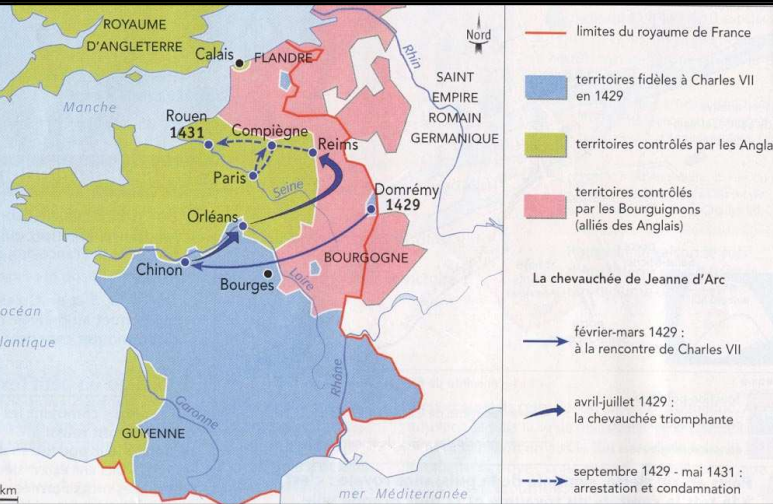 ROYAUME
D'ANGLETERRE
Calais
FLANDRE
Rhin
Nord
SAINT
EMPIRE
ROMAIN
GERMANIQUE
Manche
Rouen
1431
Compiègne
Reims
Paris
Seine
Domrémy
1429
Orléans
Chinon
Bourges
Loire
BOURGOGNE
océan
lantique
Rhône
Garonne
GUYENNE
km
mer Méditerranée
limites du royaume de France
territoires fidèles à Charles VII
en 1429
territoires contrôlés par les Angla
territoires contrôlés
par les Bourguignons
(alliés des Anglais)
La chevauchée de Jeanne d'Arc
février-mars 1429 :
à la rencontre de Charles VII
avril-juillet 1429 :
la chevauchée triomphante
septembre 1429 - mai 1431 :
arrestation et condamnation